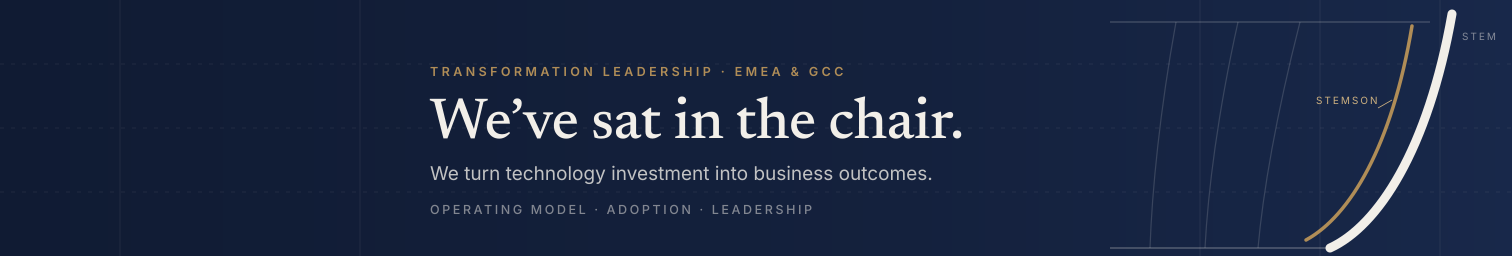 TRANSFORMATION LEADERSHIP · EMEA & GCC
We’ve sat in the chair.
We turn technology investment into business outcomes.
OPERATING MODEL · ADOPTION · LEADERSHIP
STEMSON
STEM